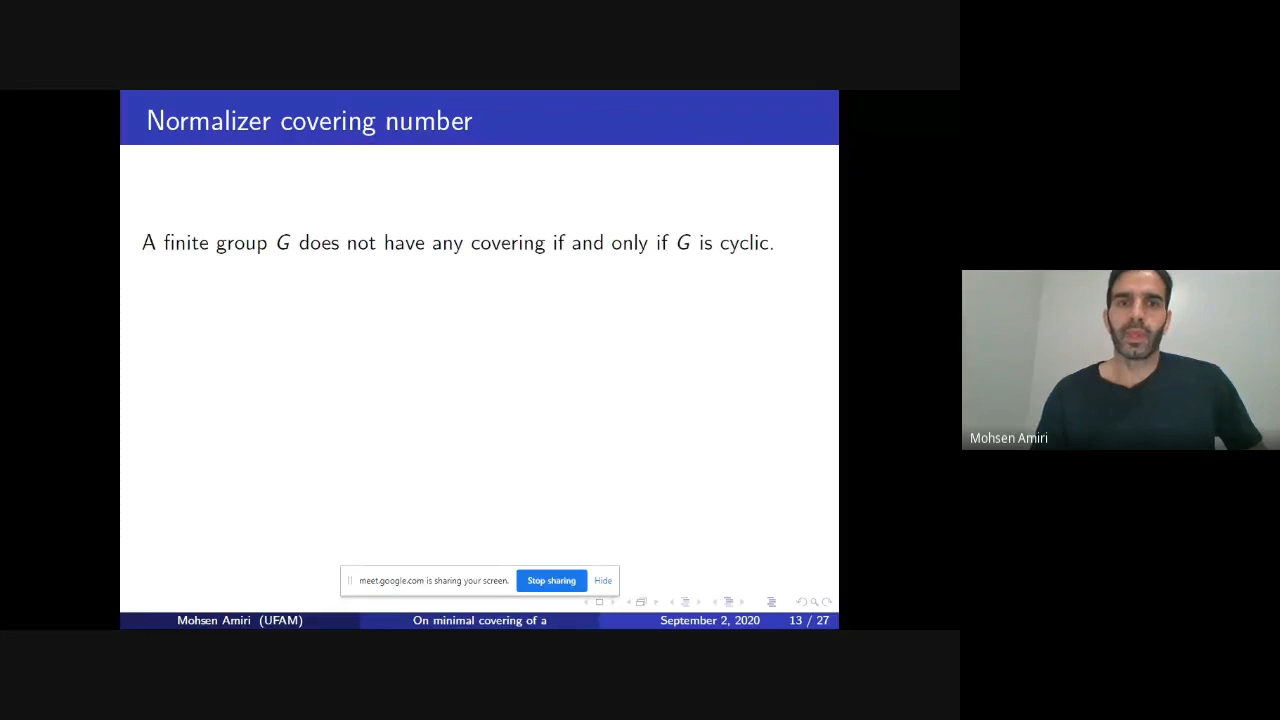 Normalizer covering number
A finite group G does not have any covering if and only if G is cyclic.
meet.google.com is sharing your screen. Stop sharing Hide
Mohsen Amiri (UFAM) On minimal covering of a September 2, 2020 13 / 27
Mohsen Amiri